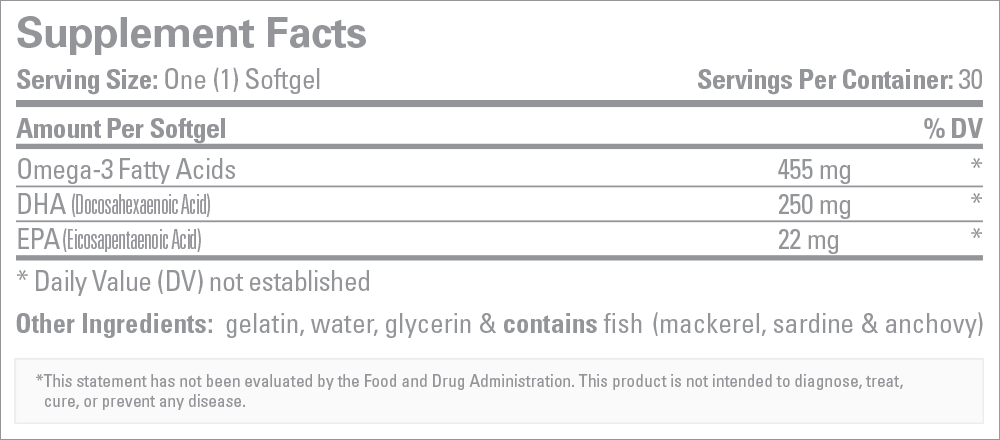 Supplement Facts
Serving Size: One (1) Softgel Servings Per Container: 30
Amount Per Softgel % DV
Omega-3 Fatty Acids 455 mg *
DHA (Docosahexaenoic Acid) 250 mg *
EPA (Eicosapentaenoic Acid) 22 mg *
* Daily Value (DV) not established
Other Ingredients: gelatin, water, glycerin & contains fish (mackerel, sardine & anchovy)
*This statement has not been evaluated by the Food and Drug Administration. This product is not intended to diagnose, treat,
cure, or prevent any disease.